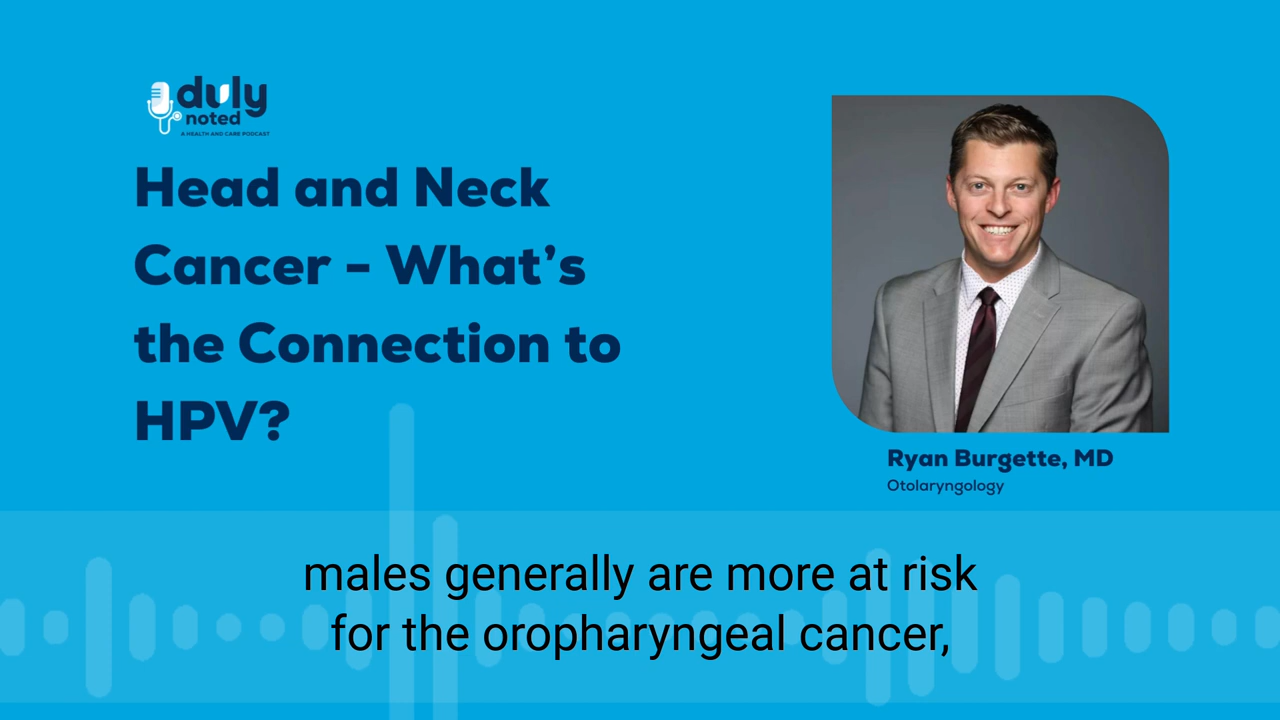 duly
noted
A HEALTH AND CARE PODCAST
Head and Neck
Cancer - What's
the Connection to
HPV?
Ryan Burgette, MD
Otolaryngology
males generally are more at risk
for the oropharyngeal cancer,